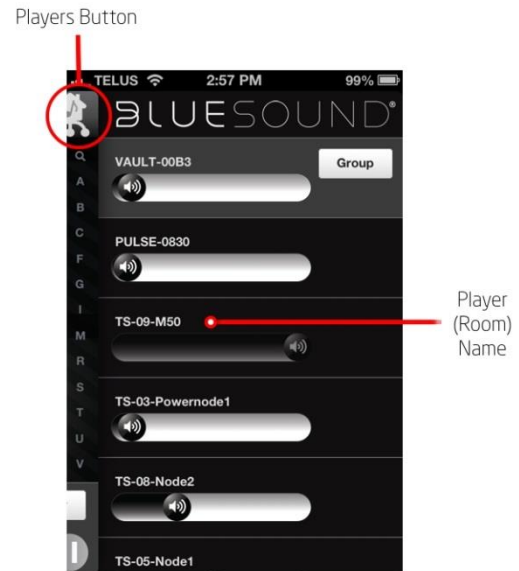 Players Button
TELUS 2:57 PM 99%
BLUESOUND®
Q
A
B
C
F
G
I
M
R
S
T
U
V
VAULT-00B3
Group
PULSE-0830
TS-09-M50
Player
(Room)
Name
TS-03-Powernode1
TS-08-Node2
TS-05-Node1